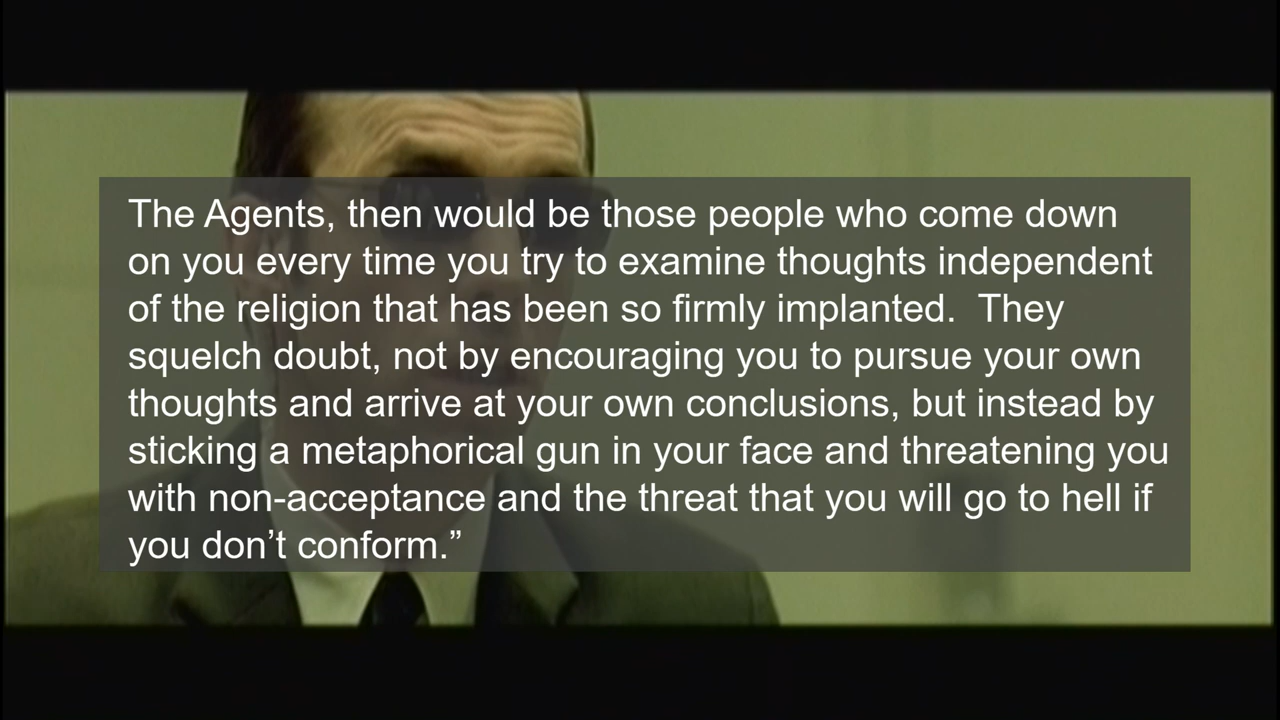 The Agents, then would be those people who come down
on you every time you try to examine thoughts independent
of the religion that has been so firmly implanted.  They
squelch doubt, not by encouraging you to pursue your own
thoughts and arrive at your own conclusions, but instead by
sticking a metaphorical gun in your face and threatening you
with non-acceptance and the threat that you will go to hell if
you don’t conform.”